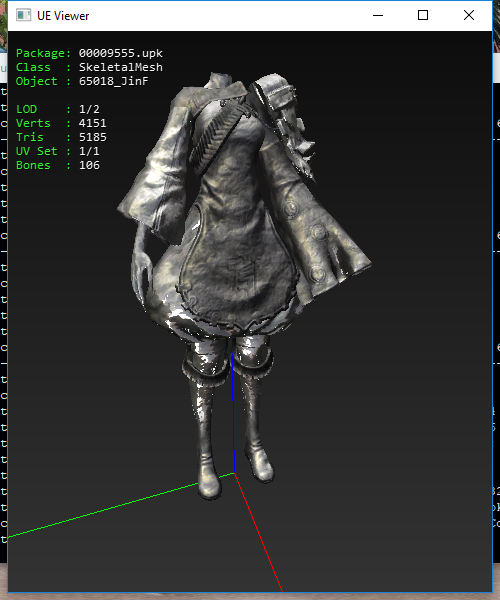 UE Viewer
Package: 00009555.upk
Class : SkeletalMesh
Object : 65018_JinF
LOD : 1/2
Verts : 4151
Tris : 5185
UV Set : 1/1
Bones : 106